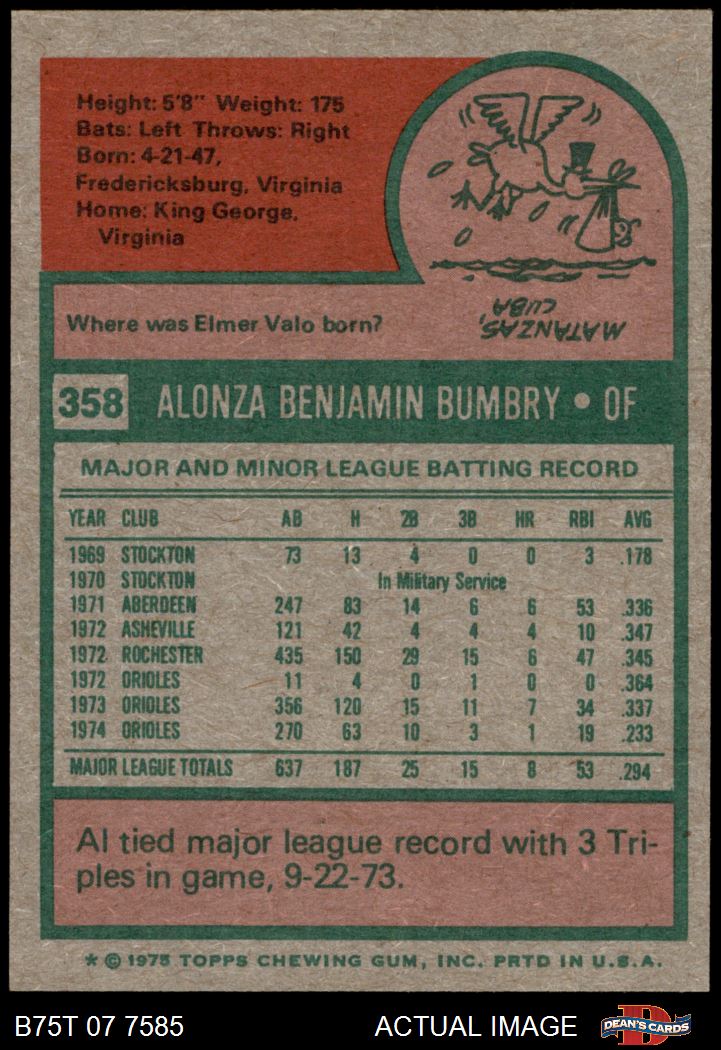 Height: 5'8" Weight: 175
Bats: Left Throws: Right
Born: 4-21-47,
Fredericksburg, Virginia
Home: King George,
Virginia
Where was Elmer Valo born?
MATANZAS,
CUBA
358 ALONZA BENJAMIN BUMBRY • OF
MAJOR AND MINOR LEAGUE BATTING RECORD
YEAR CLUB AB H 2B 3B HR RBI AVG
1969 STOCKTON 73 13 4 0 0 3 .178
1970 STOCKTON In Military Service
1971 ABERDEEN 247 83 14 6 6 53 .336
1972 ASHEVILLE 121 42 4 4 4 10 .347
1972 ROCHESTER 435 150 29 15 6 47 .345
1972 ORIOLES 11 4 0 1 0 0 .364
1973 ORIOLES 356 120 15 11 7 34 .337
1974 ORIOLES 270 63 10 3 1 19 .233
MAJOR LEAGUE TOTALS 637 187 25 15 8 53 .294
Al tied major league record with 3 Tri-
ples in game, 9-22-73.
* © 1975 TOPPS CHEWING GUM, INC. PRTD IN U.S.A.
B75T 07 7585 ACTUAL IMAGE D DEAN'S CARDS